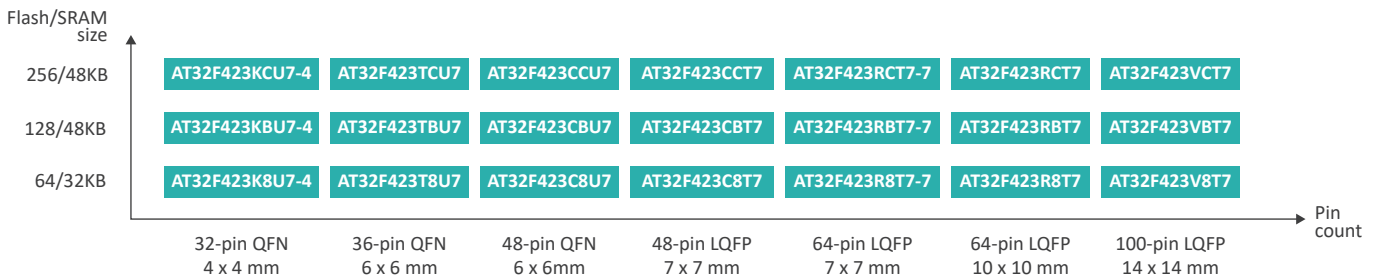 Flash/SRAM
size
256/48KB AT32F423KCU7-4 AT32F423TCU7 AT32F423CCU7 AT32F423CCT7 AT32F423RCT7-7 AT32F423RCT7 AT32F423VCT7
128/48KB AT32F423KBU7-4 AT32F423TBU7 AT32F423CBU7 AT32F423CBT7 AT32F423RBT7-7 AT32F423RBT7 AT32F423VBT7
64/32KB AT32F423K8U7-4 AT32F423T8U7 AT32F423C8U7 AT32F423C8T7 AT32F423R8T7-7 AT32F423R8T7 AT32F423V8T7
Pin
count
32-pin QFN 36-pin QFN 48-pin QFN 48-pin LQFP 64-pin LQFP 64-pin LQFP 100-pin LQFP
4 x 4 mm 6 x 6 mm 6 x 6mm 7 x 7 mm 7 x 7 mm 10 x 10 mm 14 x 14 mm